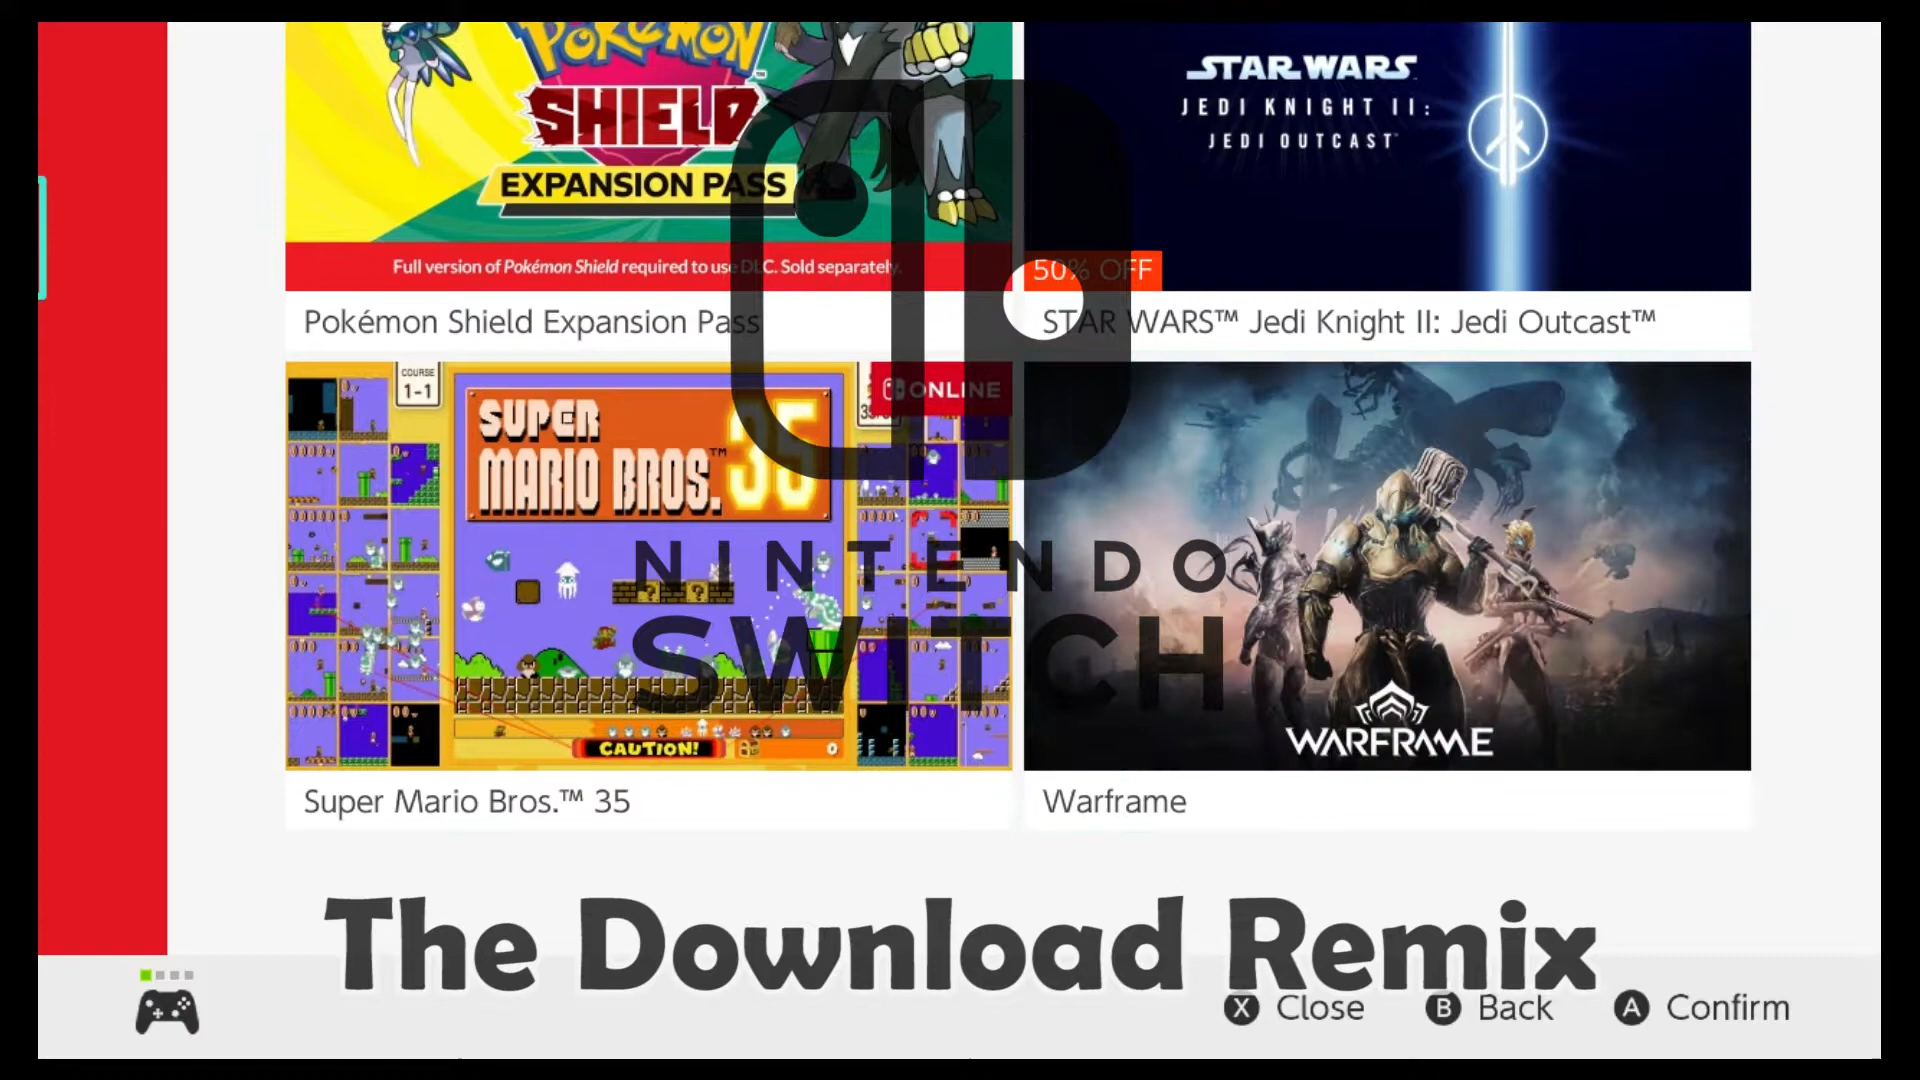 POKÉMON
SHIELD
EXPANSION PASS
Full version of Pokémon Shield required to use DLC. Sold separately.
Pokémon Shield Expansion Pass
STAR WARS
JEDI KNIGHT II:
JEDI OUTCAST™
50% OFF
STAR WARS™ Jedi Knight II: Jedi Outcast™
COURSE
1-1
ONLINE
SUPER
MARIO BROS.™ 35
CAUTION!
0
Super Mario Bros.™ 35
WARFRAME
Warframe
NINTENDO
SWITCH
The Download Remix
X Close B Back A Confirm